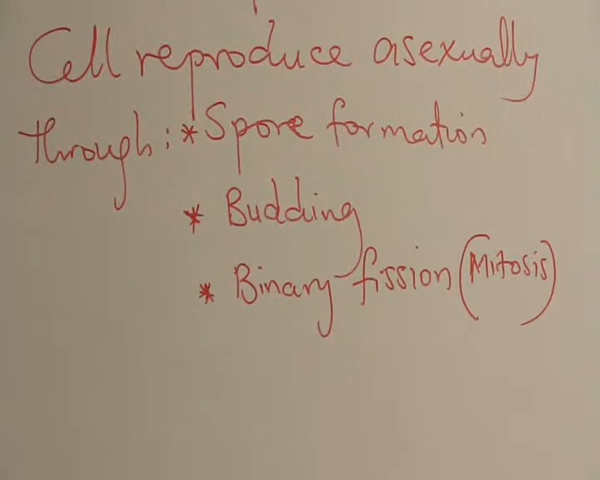 Cell reproduce asexually
through: * Spore formation
* Budding
* Binary fission (Mitosis)